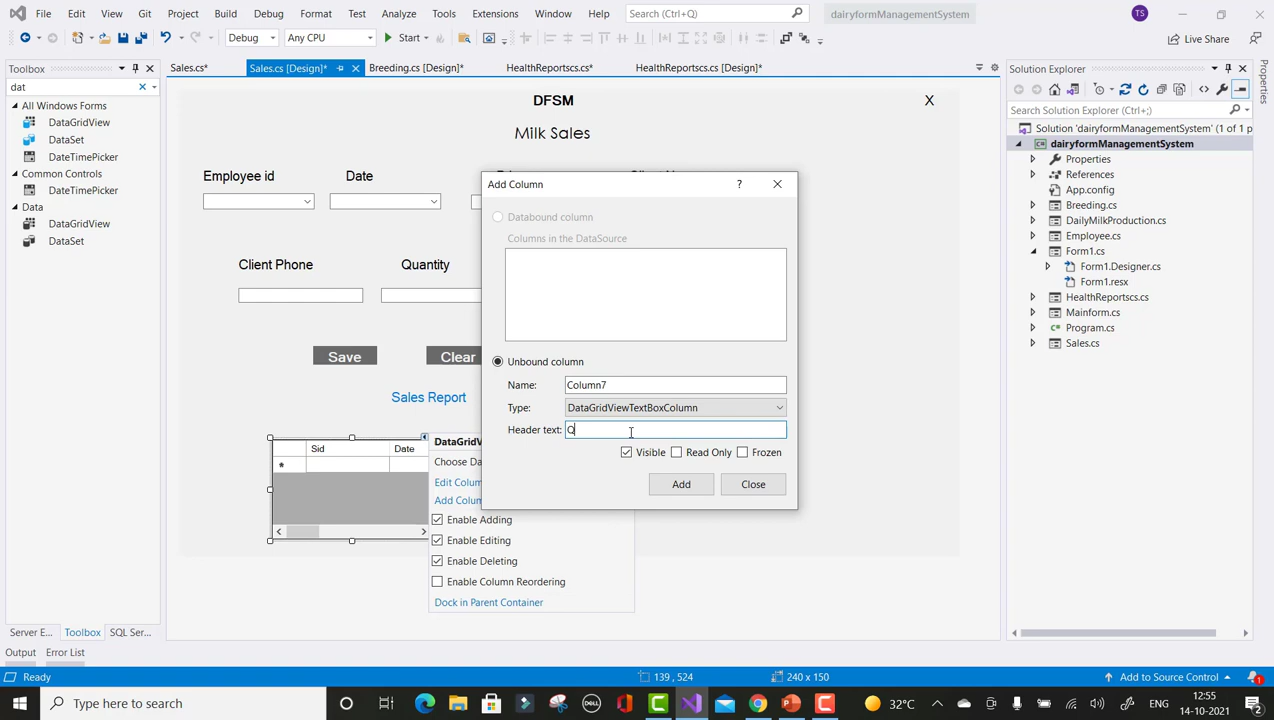 File Edit View Git Project Build Debug Format Test Analyze Tools Extensions Window Help Search (Ctrl+Q) dairyformManagementSystem TS
Debug Any CPU Start Live Share
Toolbox Sales.cs* Sales.cs [Design]* Breeding.cs [Design]* HealthReportscs.cs* HealthReportscs.cs [Design]* Solution Explorer
dat
All Windows Forms
DataGridView
DataSet
DateTimePicker
Common Controls
DateTimePicker
Data
DataGridView
DataSet
Server E... Toolbox SQL Ser...
DFSM X
Milk Sales
Employee id Date
Client Phone Quantity
Save Clear
Sales Report
Sid Date
*
DataGridV
Choose Da
Edit Colum
Add Colum
Enable Adding
Enable Editing
Enable Deleting
Enable Column Reordering
Dock in Parent Container
Add Column ?
Databound column
Columns in the DataSource
Unbound column
Name: Column7
Type: DataGridViewTextBoxColumn
Header text: Q
Visible Read Only Frozen
Add Close
Search Solution Explorer (Ctrl+;)
Solution 'dairyformManagementSystem' (1 of 1 p
dairyformManagementSystem
Properties
References
App.config
Breeding.cs
DailyMilkProduction.cs
Employee.cs
Form1.cs
Form1.Designer.cs
Form1.resx
HealthReportscs.cs
Mainform.cs
Program.cs
Sales.cs
Properties
Output Error List
Ready 139 , 524 240 x 150 Add to Source Control 1
Type here to search DELL 32°C 12:55
14-10-2021 2